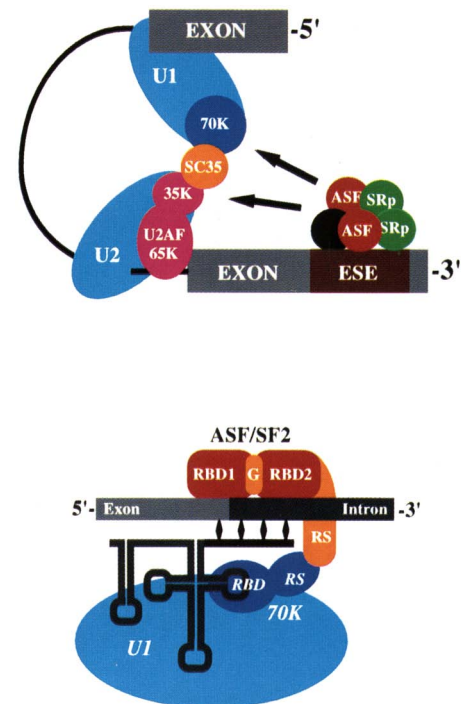 EXON -5'
U1
70K
SC35
35K
ASF SRp
U2AF
ASF SRp
U2
65K
EXON ESE -3'
ASF/SF2
RBD1 G RBD2
5'- Exon Intron -3'
RS
RBD RS
70K
U1